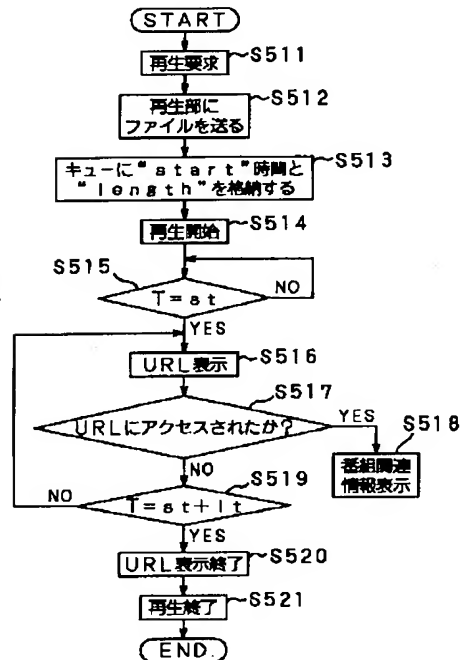 START
再生要求
S511
再生部に
ファイルを送る
S512
キューに“start”時間と
“length”を格納する
S513
再生開始
S514
S515
T=st
NO
YES
URL表示
S516
S517
URLにアクセスされたか?
YES
S518
番組関連
情報表示
NO
S519
NO
T=st+lt
YES
URL表示終了
S520
再生終了
S521
END.